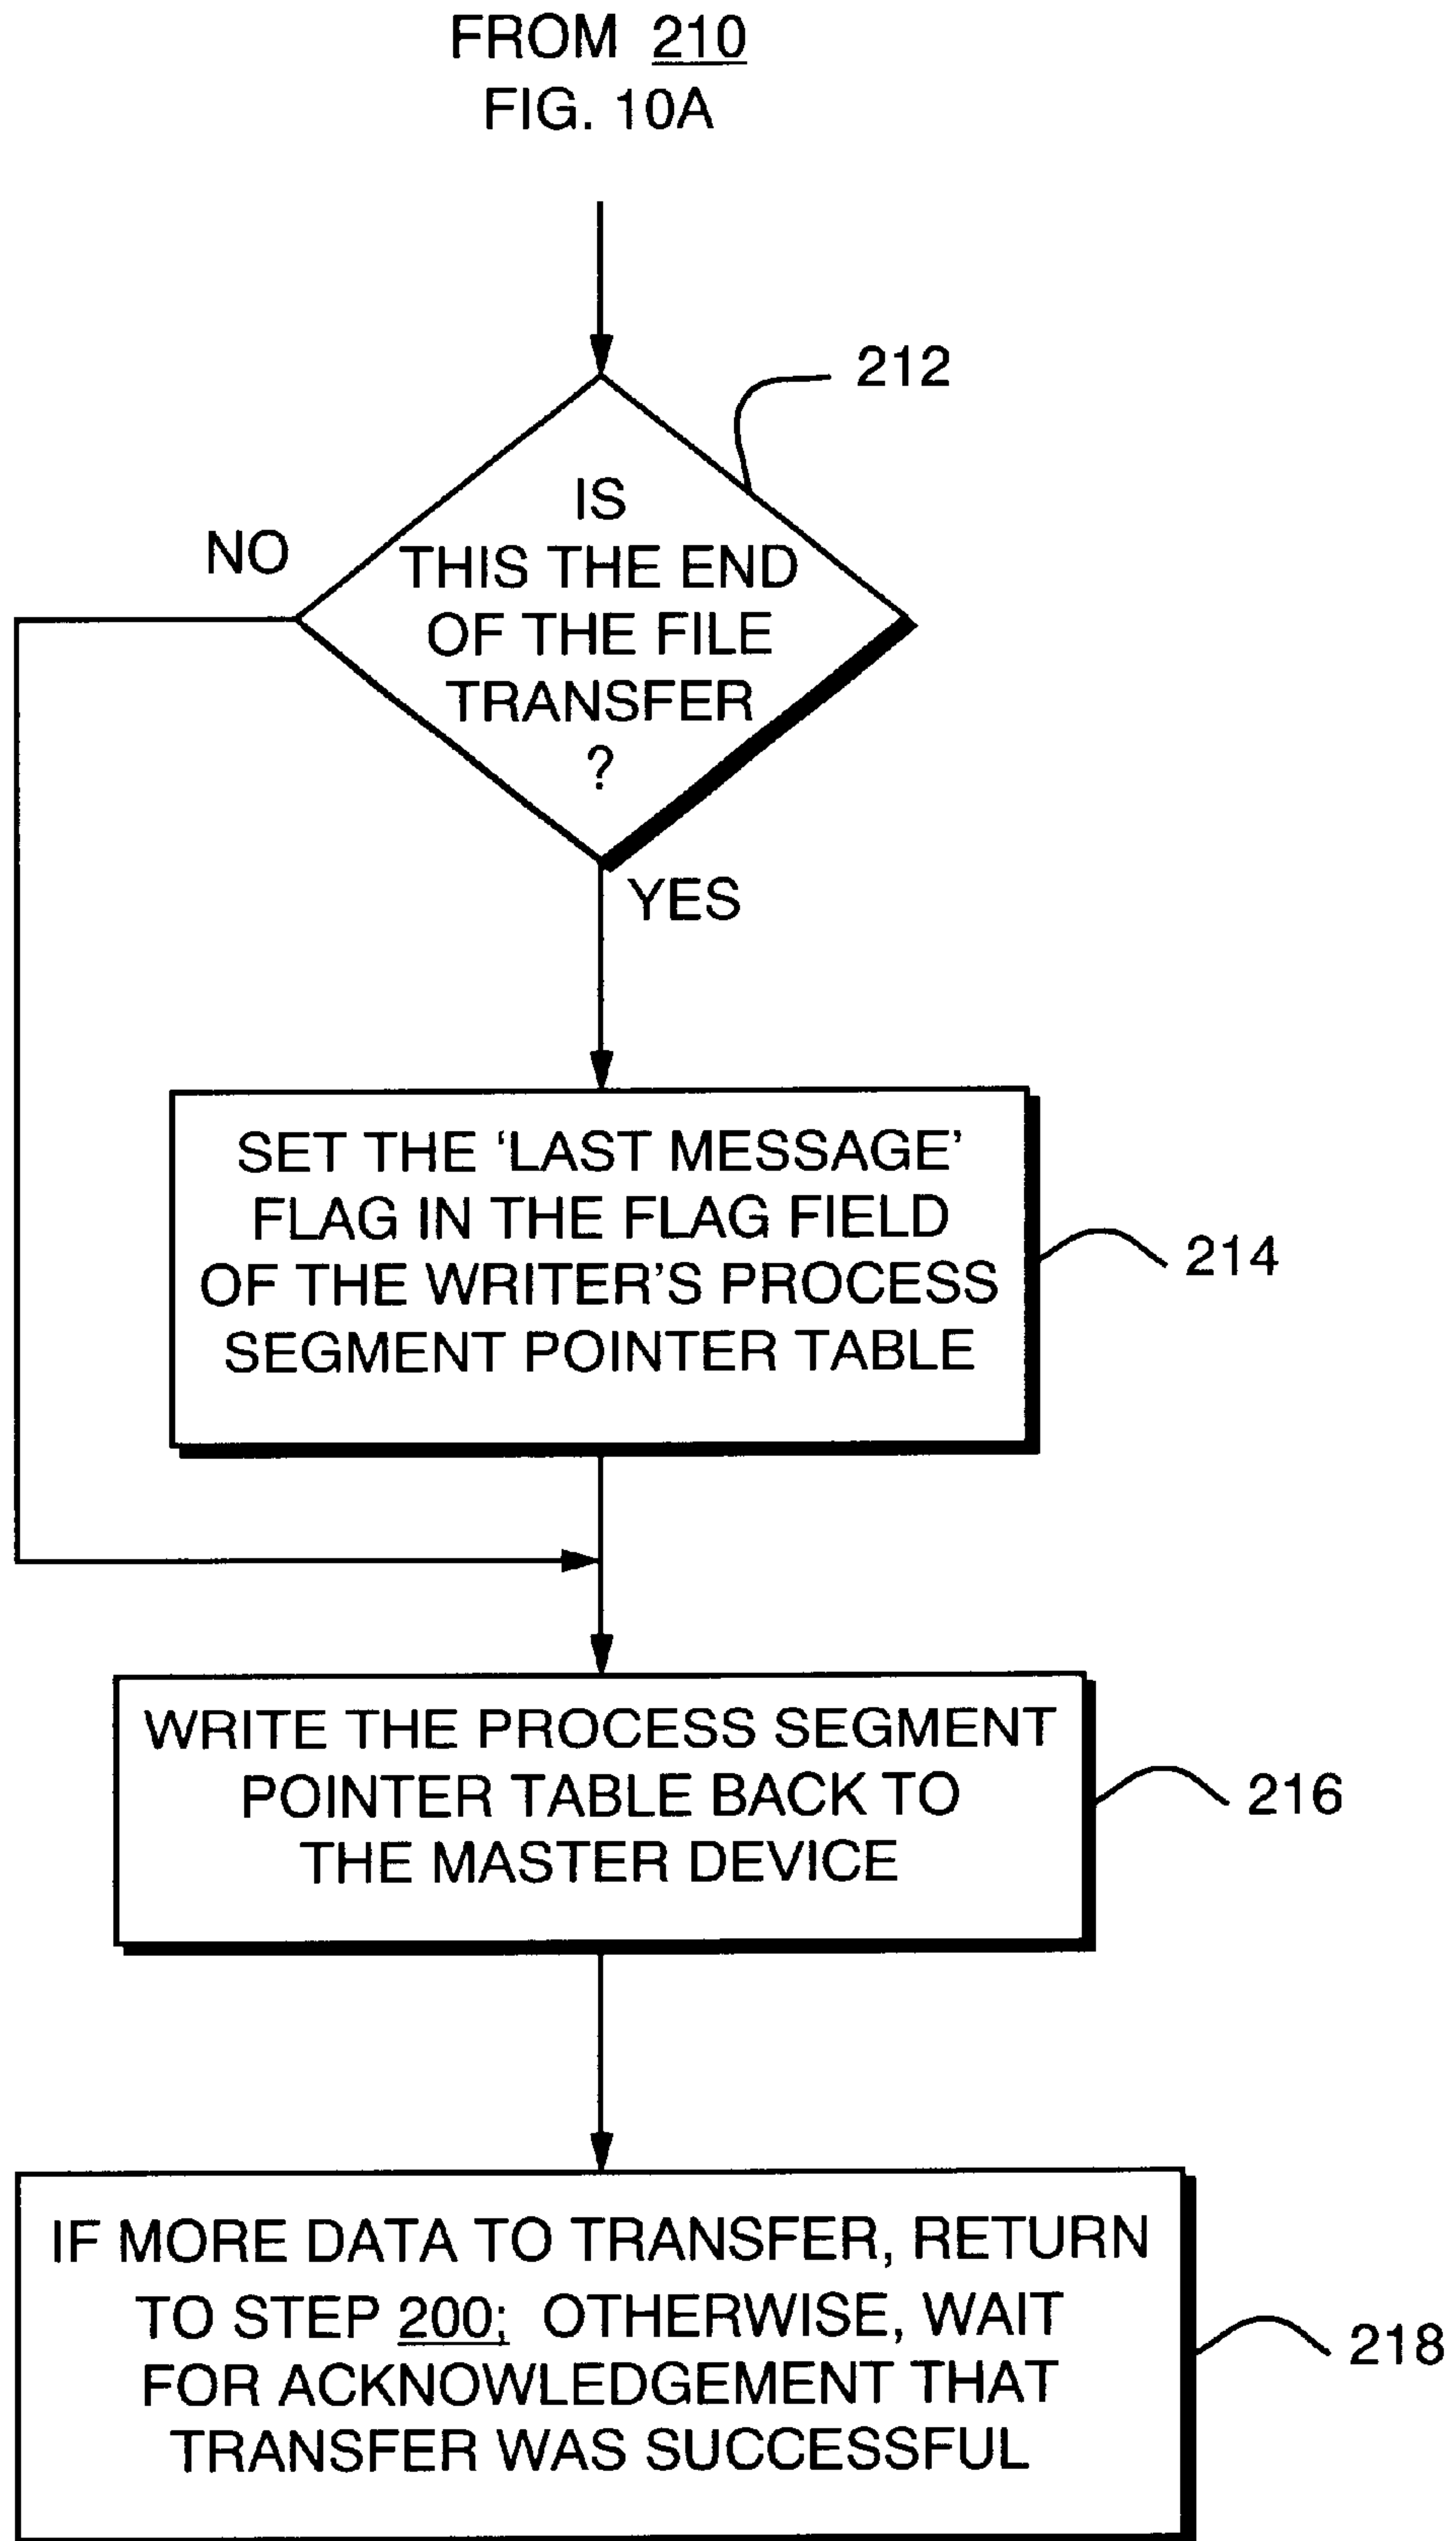 FROM 210
FIG. 10A
212
IS
THIS THE END
OF THE FILE
TRANSFER
?
NO
YES
SET THE ‘LAST MESSAGE’
FLAG IN THE FLAG FIELD
OF THE WRITER’S PROCESS
SEGMENT POINTER TABLE
214
WRITE THE PROCESS SEGMENT
POINTER TABLE BACK TO
THE MASTER DEVICE
216
IF MORE DATA TO TRANSFER, RETURN
TO STEP 200; OTHERWISE, WAIT
FOR ACKNOWLEDGEMENT THAT
TRANSFER WAS SUCCESSFUL
218